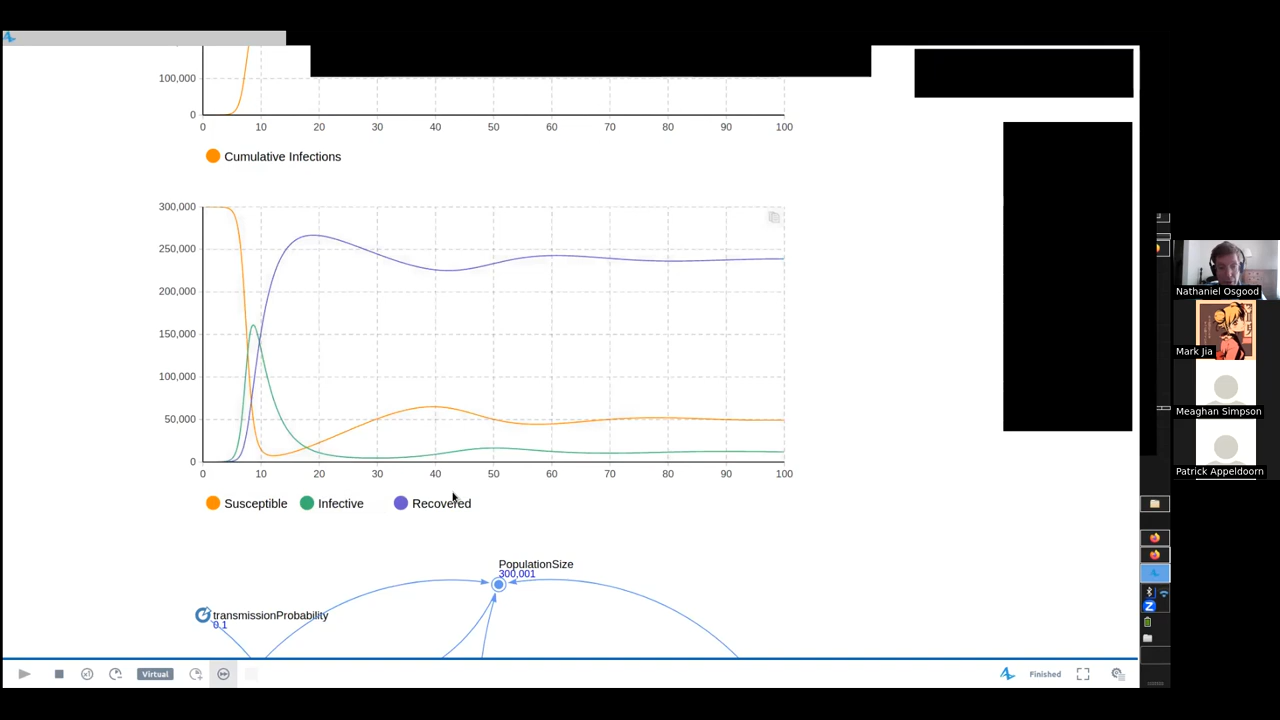 100,000
0
0 10 20 30 40 50 60 70 80 90 100
Cumulative Infections
300,000
250,000
200,000
150,000
100,000
50,000
0
0 10 20 30 40 50 60 70 80 90 100
Susceptible Infective Recovered
PopulationSize
300,001
transmissionProbability
0.1
x1 Virtual Finished
Nathaniel Osgood
Mark Jia
Meaghan Simpson
Patrick Appeldoorn